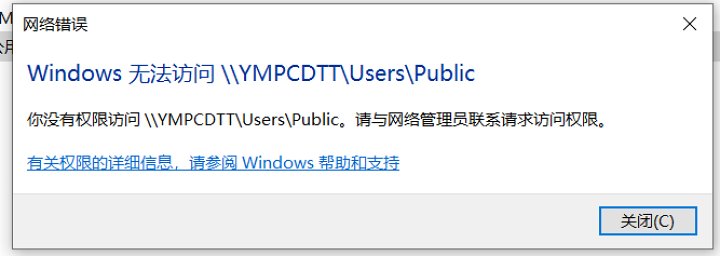 网络错误
Windows 无法访问 \\YMPCDTT\Users\Public
你没有权限访问 \\YMPCDTT\Users\Public。请与网络管理员联系请求访问权限。
有关权限的详细信息，请参阅 Windows 帮助和支持
关闭(C)